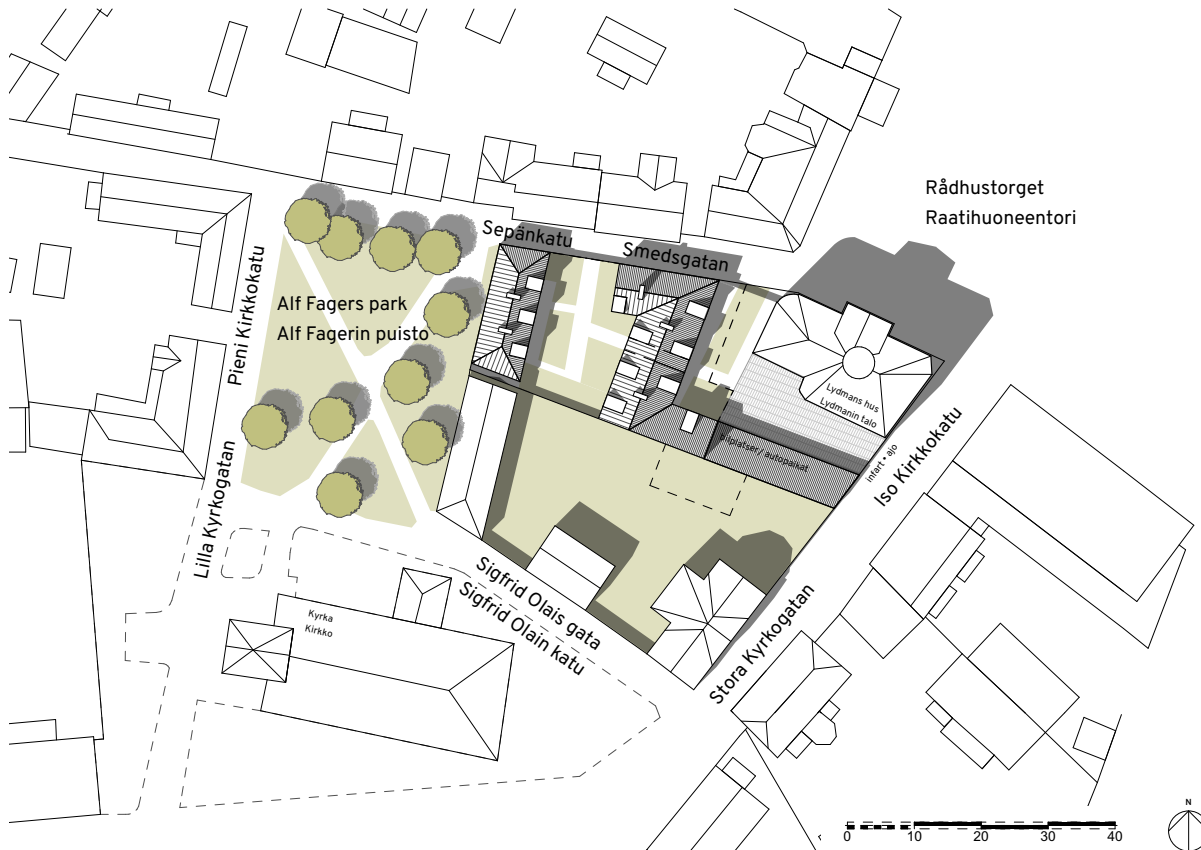 Rådhustorget
Raatihuoneentori
Sepänkatu
Smedsgatan
Pieni Kirkkokatu
Lilla Kyrkogatan
Alf Fagers park
Alf Fagerin puisto
Lydmans hus
Lydmanin talo
bilplatser/ autopaikat
infart • ajo
Iso Kirkkokatu
Stora Kyrkogatan
Sigfrid Olais gata
Sigfrid Olain katu
Kyrka
Kirkko
0 10 20 30 40
N